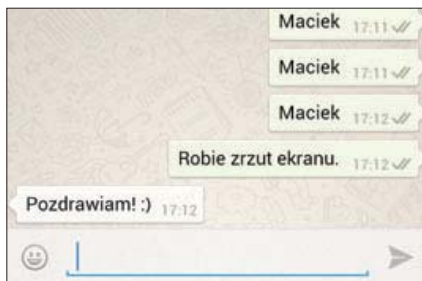 Maciek 17:11
Maciek 17:11
Maciek 17:12
Robie zrzut ekranu. 17:12
Pozdrawiam! :) 17:12